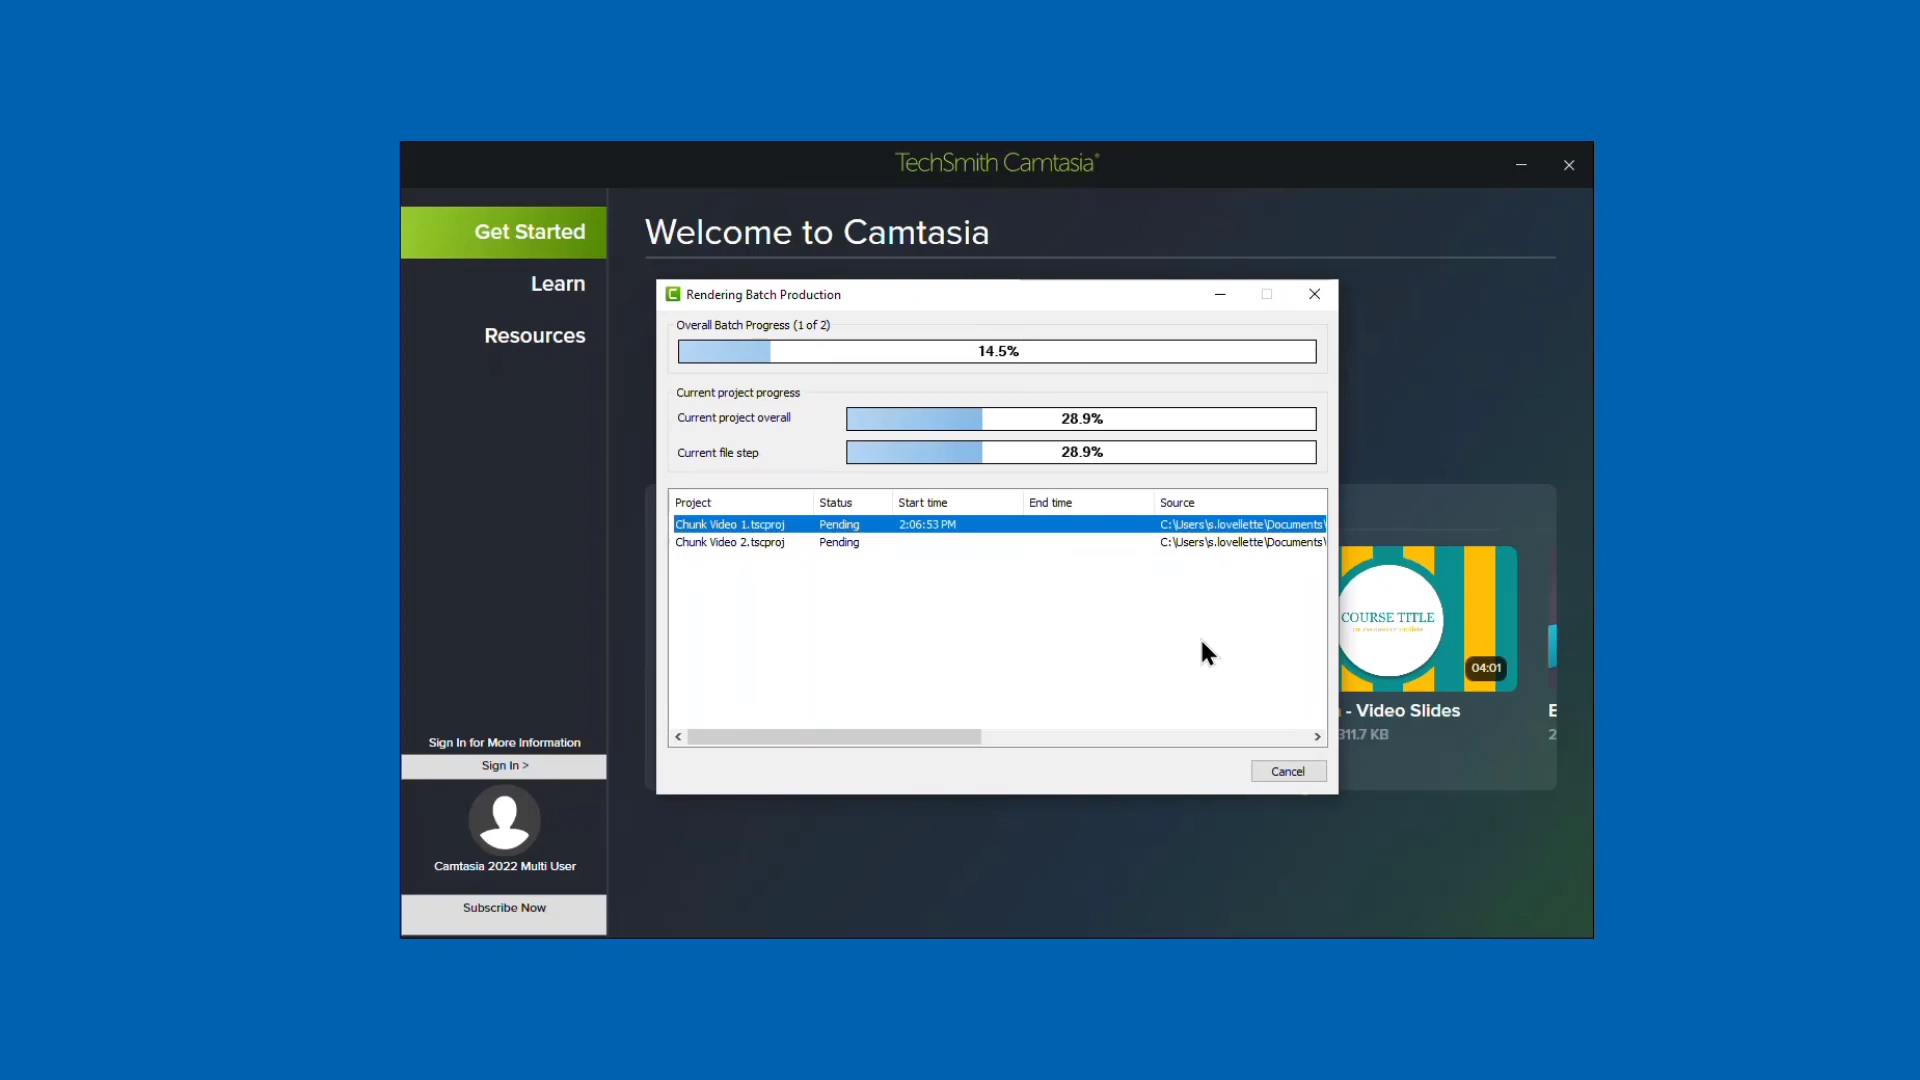 TechSmith Camtasia®
Get Started
Learn
Resources
Welcome to Camtasia
Rendering Batch Production
Overall Batch Progress (1 of 2)
14.5%
Current project progress
Current project overall 28.9%
Current file step 28.9%
Project Status Start time End time Source
Chunk Video 1.tscproj Pending 2:06:53 PM C:\Users\s.lovellette\Documents\
Chunk Video 2.tscproj Pending C:\Users\s.lovellette\Documents\
Cancel
COURSE TITLE
04:01
- Video Slides
311.7 KB
E
2
Sign In for More Information
Sign In >
Camtasia 2022 Multi User
Subscribe Now